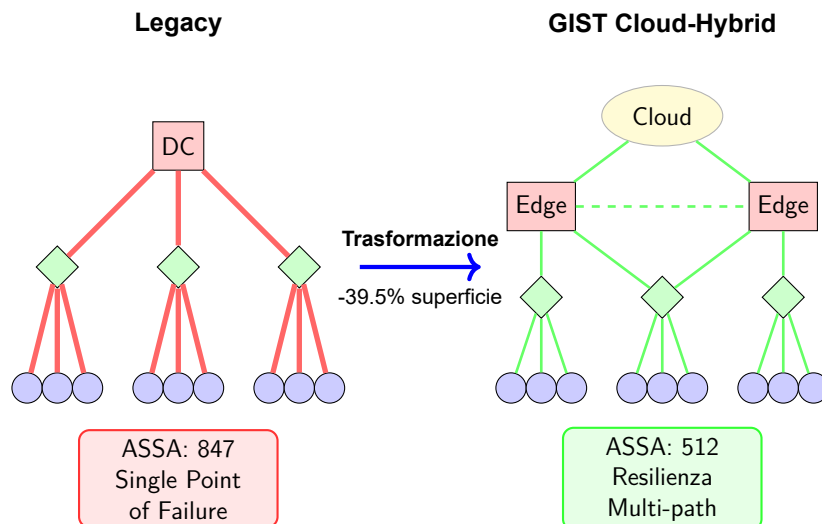 Legacy
GIST Cloud-Hybrid
Cloud
DC
Edge
Edge
Trasformazione
-39.5% superficie
ASSA: 847
Single Point
of Failure
ASSA: 512
Resilienza
Multi-path